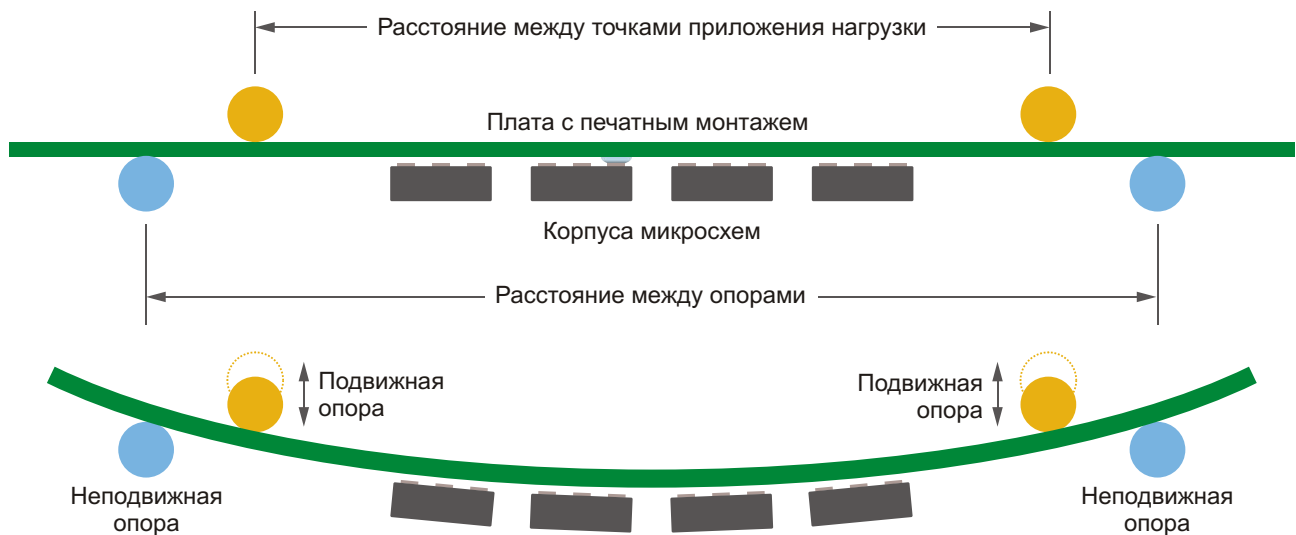 Расстояние между точками приложения нагрузки
Плата с печатным монтажем
Корпуса микросхем
Расстояние между опорами
Подвижная
опора
Подвижная
опора
Неподвижная
опора
Неподвижная
опора